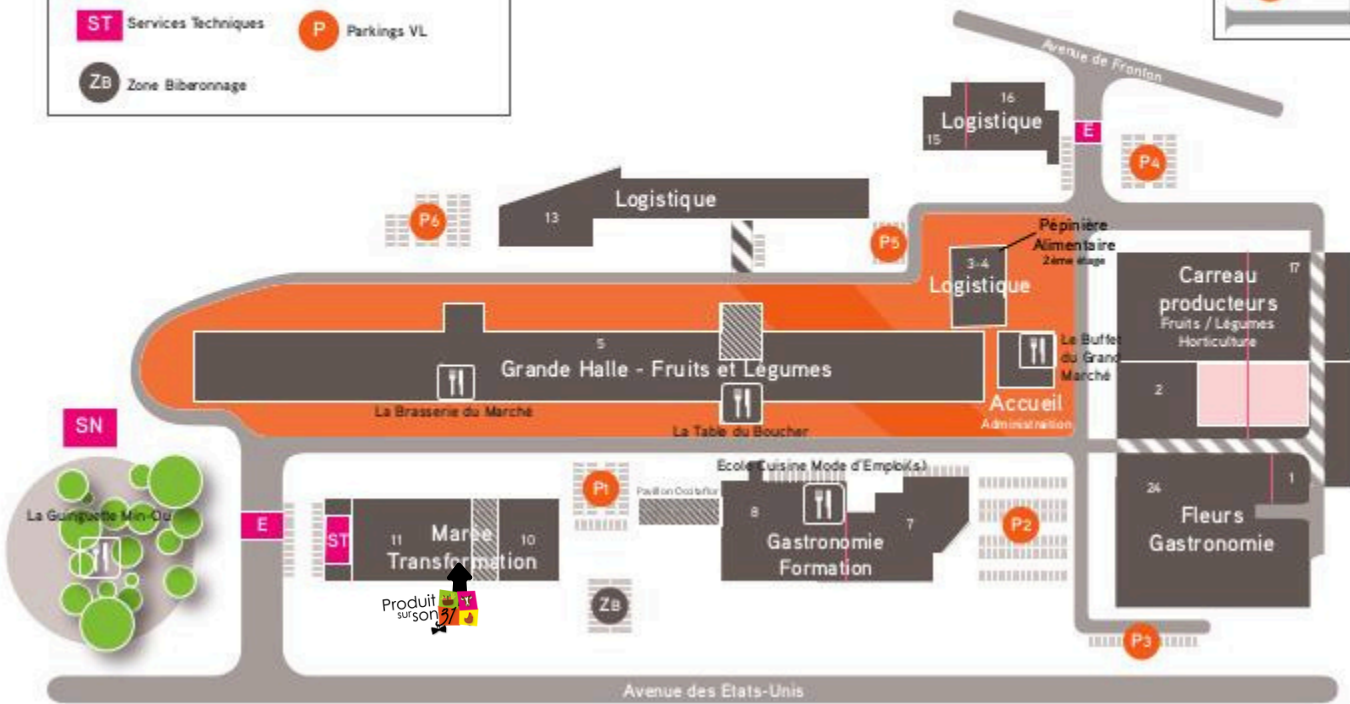 ST Services Techniques
P Parkings VL
ZB Zone Biberonnage
Avenue de Fronton
16
Logistique
15
E
P4
Logistique
13
P6
P5
Pépinière
Alimentaire
2ème étage
3-4
Logistique
Carreau
producteurs
Fruits / Légumes
Horticulture
17
5
Grande Halle - Fruits et Légumes
Le Buffet
du Grand
Marché
2
La Brasserie du Marché
La Table du Boucher
Accueil
Administration
SN
La Guinguette Min-Ou
E
ST
11
Marée
Transformation
10
P1
Pavillon Occitaflor
Ecole Cuisine Mode d'Emploi(s)
8
7
Gastronomie
Formation
P2
24
1
Fleurs
Gastronomie
Produit
sur son 31
ZB
P3
Avenue des Etats-Unis